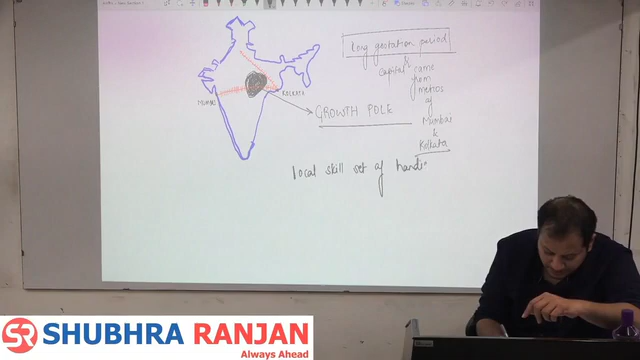 long gestation period
&
capital came
from
metros
of
Mumbai
&
Kolkata
MUMBAI
KOLKATA
GROWTH POLE
local skill set of handi
SR
SHUBHRA RANJAN
Always Ahead